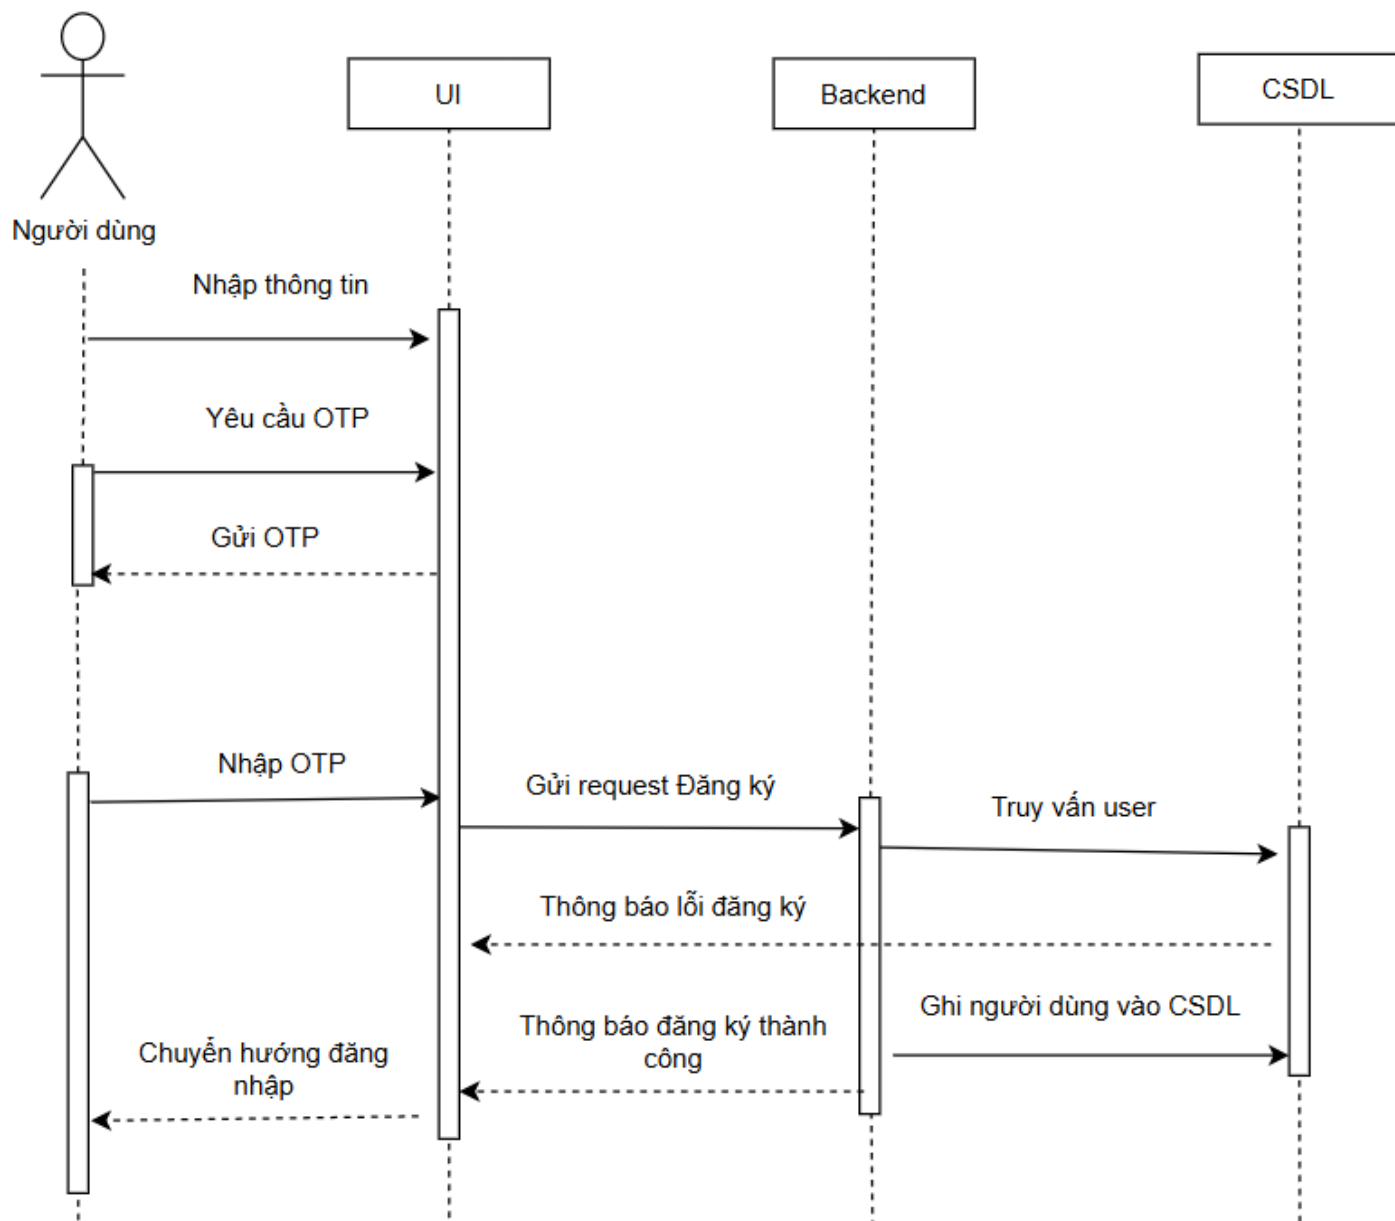 UI
Backend
CSDL
Người dùng
Nhập thông tin
Yêu cầu OTP
Gửi OTP
Nhập OTP
Gửi request Đăng ký
Truy vấn user
Thông báo lỗi đăng ký
Ghi người dùng vào CSDL
Thông báo đăng ký thành
công
Chuyển hướng đăng
nhập